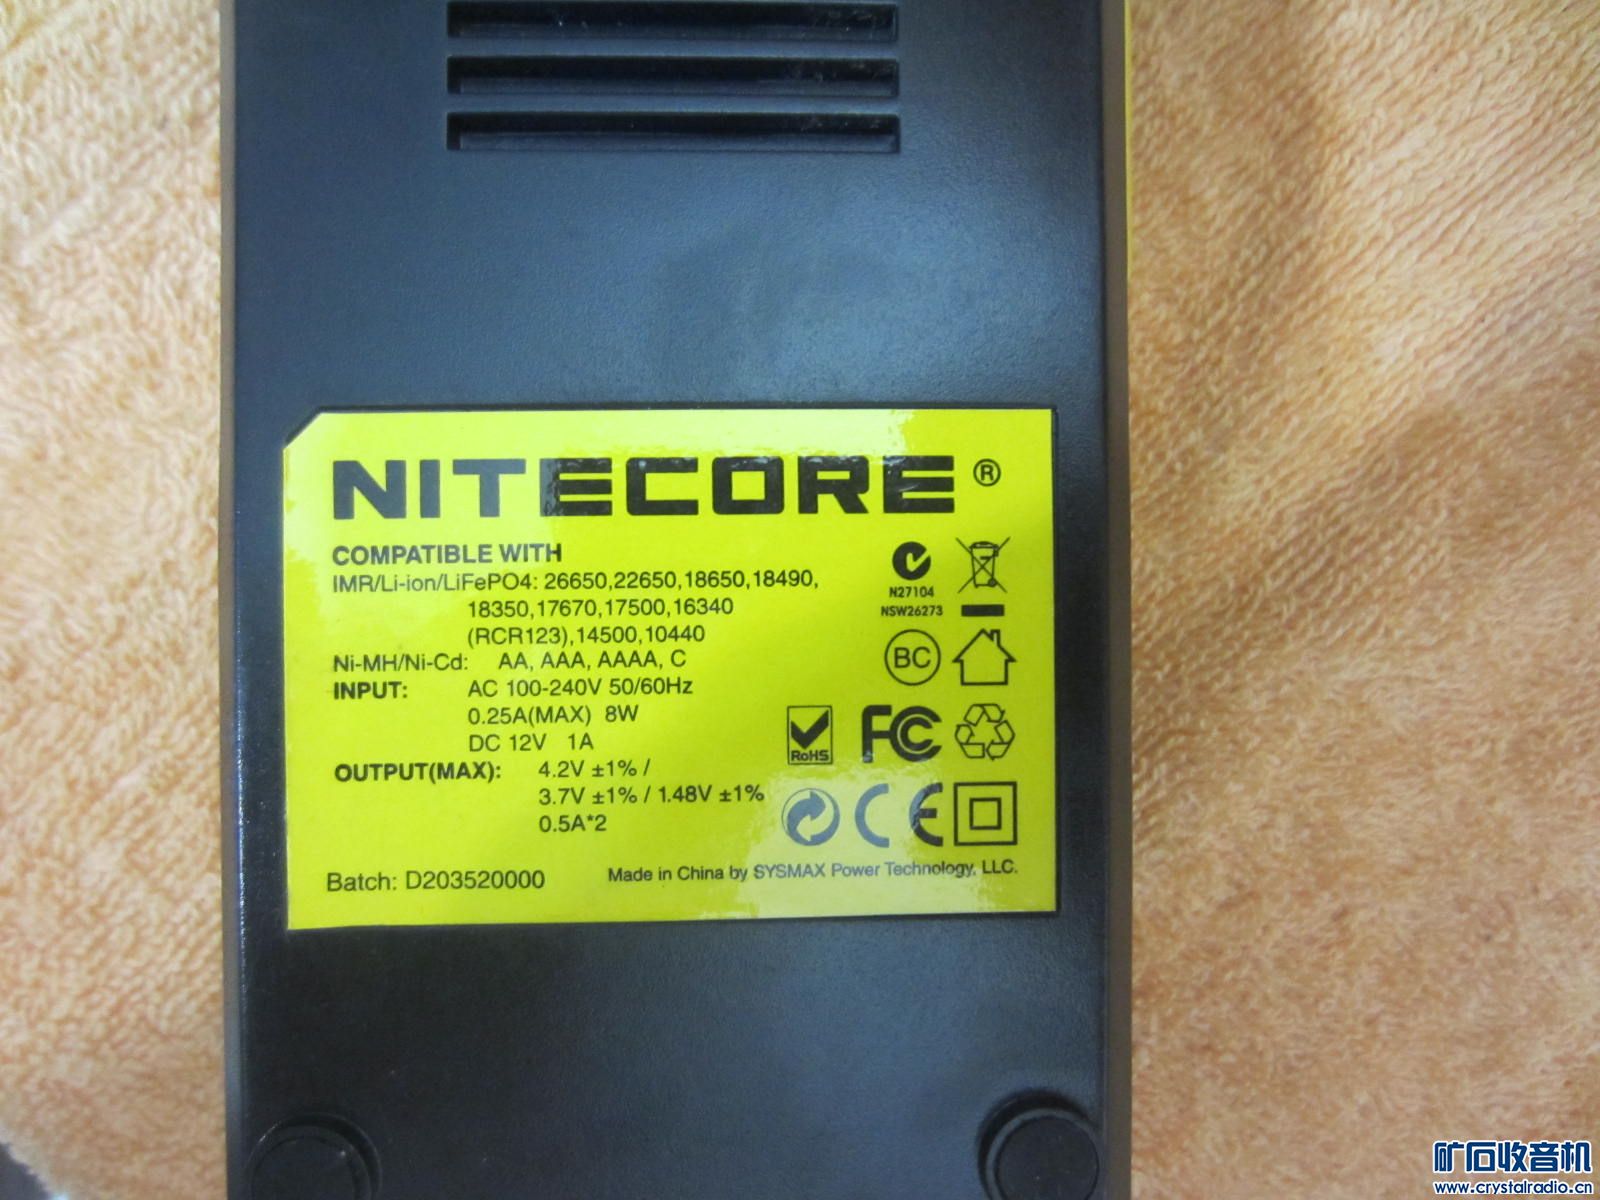 NITECORE®
COMPATIBLE WITH
IMR/Li-ion/LiFePO4: 26650,22650,18650,18490,
18350,17670,17500,16340
(RCR123),14500,10440
Ni-MH/Ni-Cd: AA, AAA, AAAA, C
INPUT: AC 100-240V 50/60Hz
0.25A(MAX) 8W
DC 12V 1A
OUTPUT(MAX): 4.2V ±1% /
3.7V ±1% / 1.48V ±1%
0.5A*2
N27104
NSW26273
BC
RoHS
FC
CE
Batch: D203520000
Made in China by SYSMAX Power Technology, LLC.
矿石收音机
www.crystalradio.cn